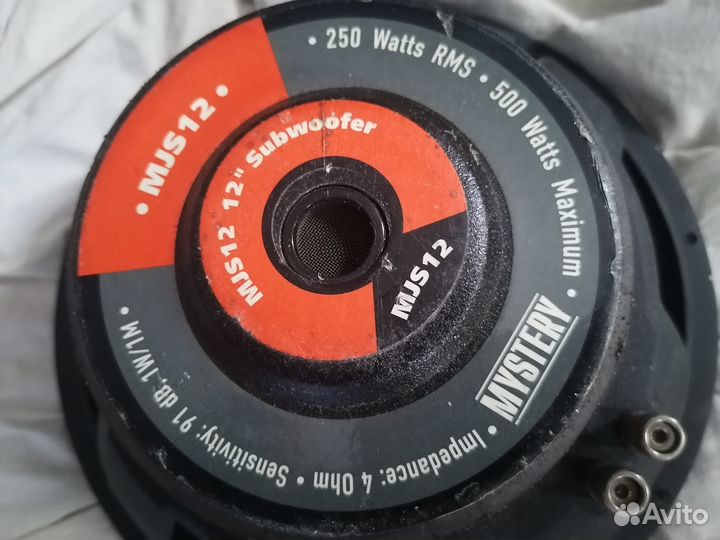 • MJS12 •
• 250 Watts RMS • 500 Watts Maximum •
MYSTERY
• Impedance: 4 Ohm • Sensitivity: 91 dB.1W/1M •
MJS12 12" Subwoofer
MJS12
Avito